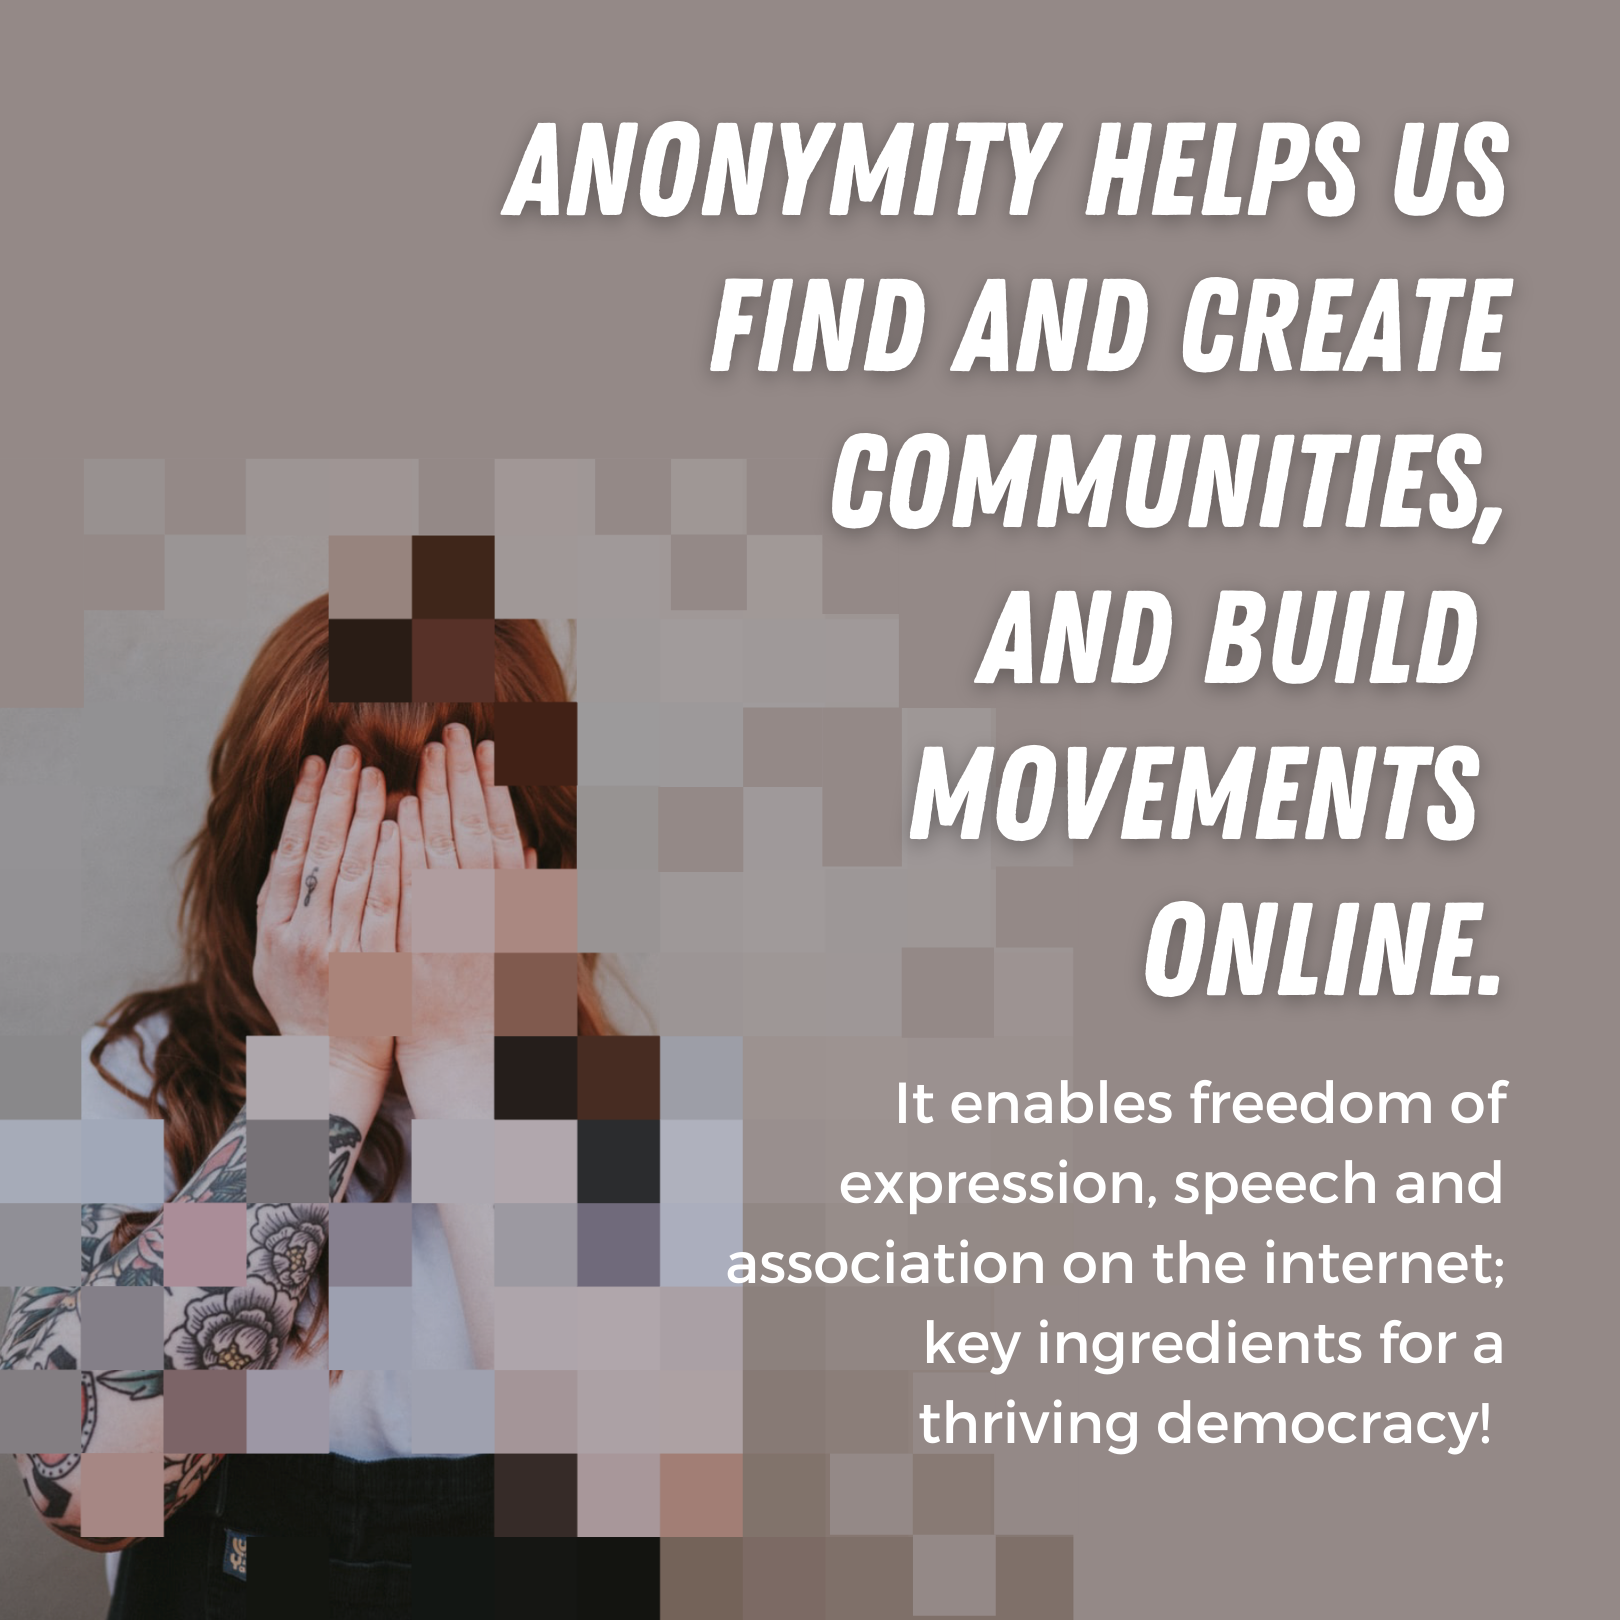 ANONYMITY HELPS US
FIND AND CREATE
COMMUNITIES,
AND BUILD
MOVEMENTS
ONLINE.
It enables freedom of
expression, speech and
association on the internet;
key ingredients for a
thriving democracy!